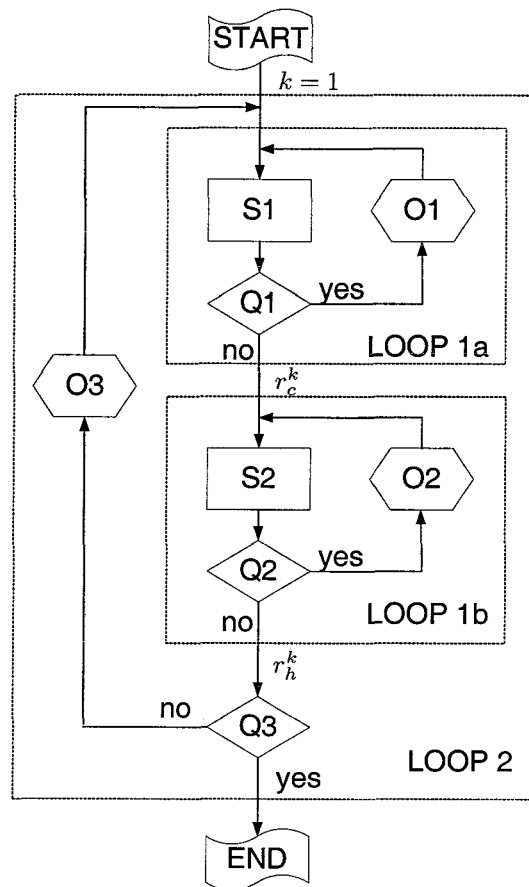 START
k = 1
S1
O1
Q1
yes
no
LOOP 1a
O3
r_c^k
S2
O2
Q2
yes
no
LOOP 1b
r_h^k
no
Q3
LOOP 2
yes
END